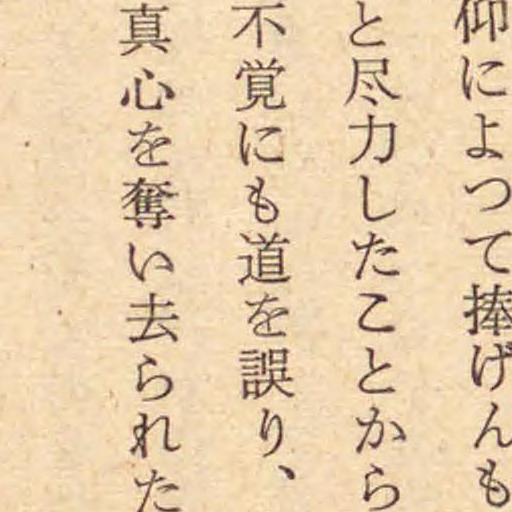 仰によつて捧げんも
と尽力したことから
不覚にも道を誤り、
真心を奪い去られた